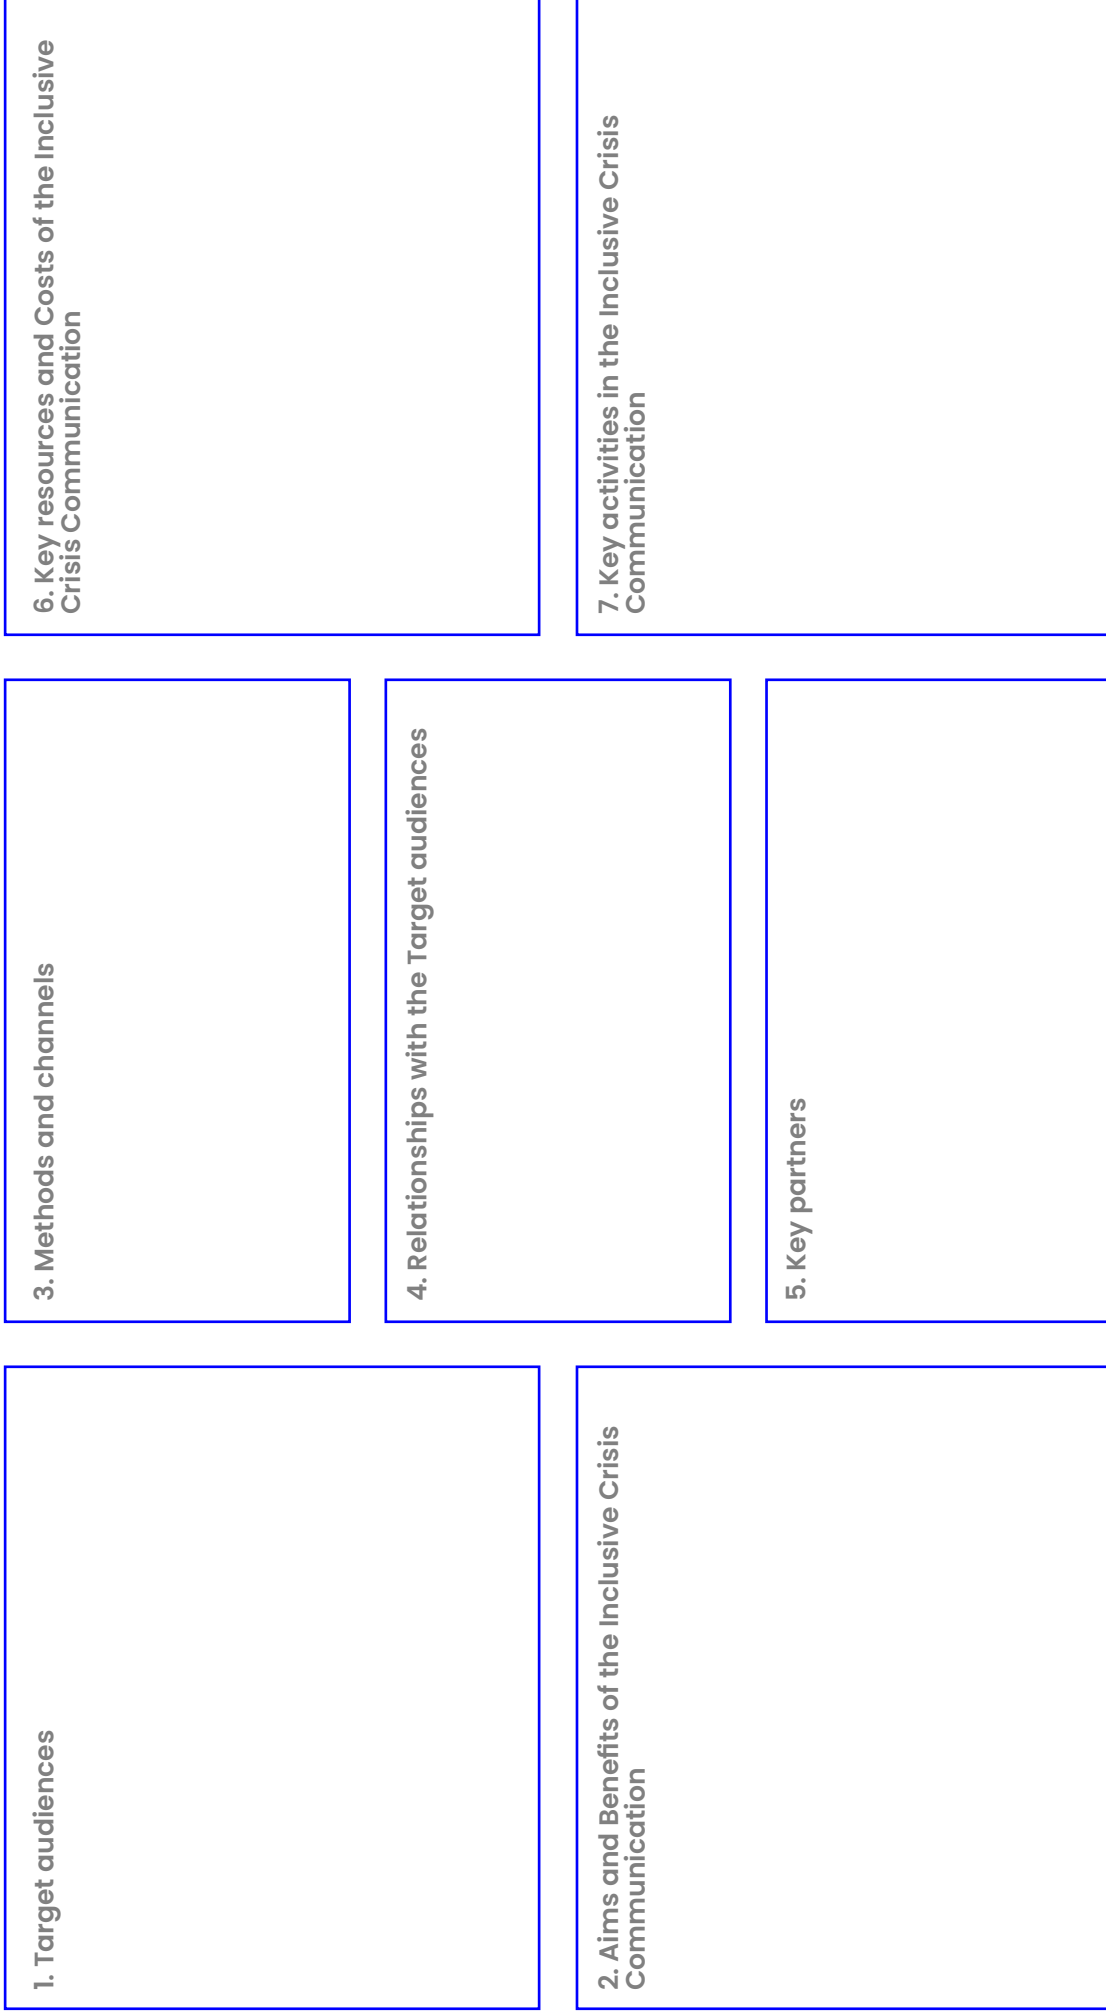 1. Target audiences
2. Aims and Benefits of the Inclusive Crisis
Communication
3. Methods and channels
4. Relationships with the Target audiences
5. Key partners
6. Key resources and Costs of the Inclusive
Crisis Communication
7. Key activities in the Inclusive Crisis
Communication